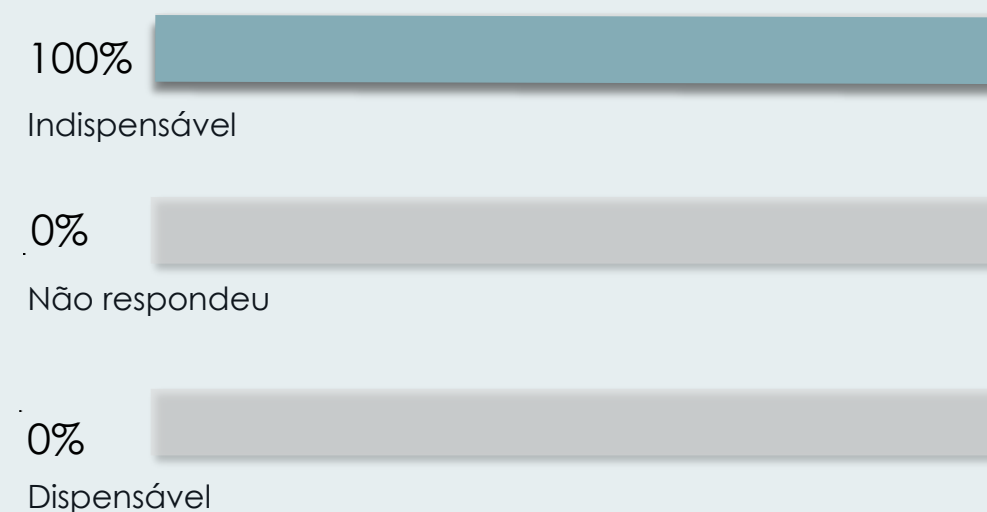 100%
Indispensável
0%
Não respondeu
0%
Dispensável